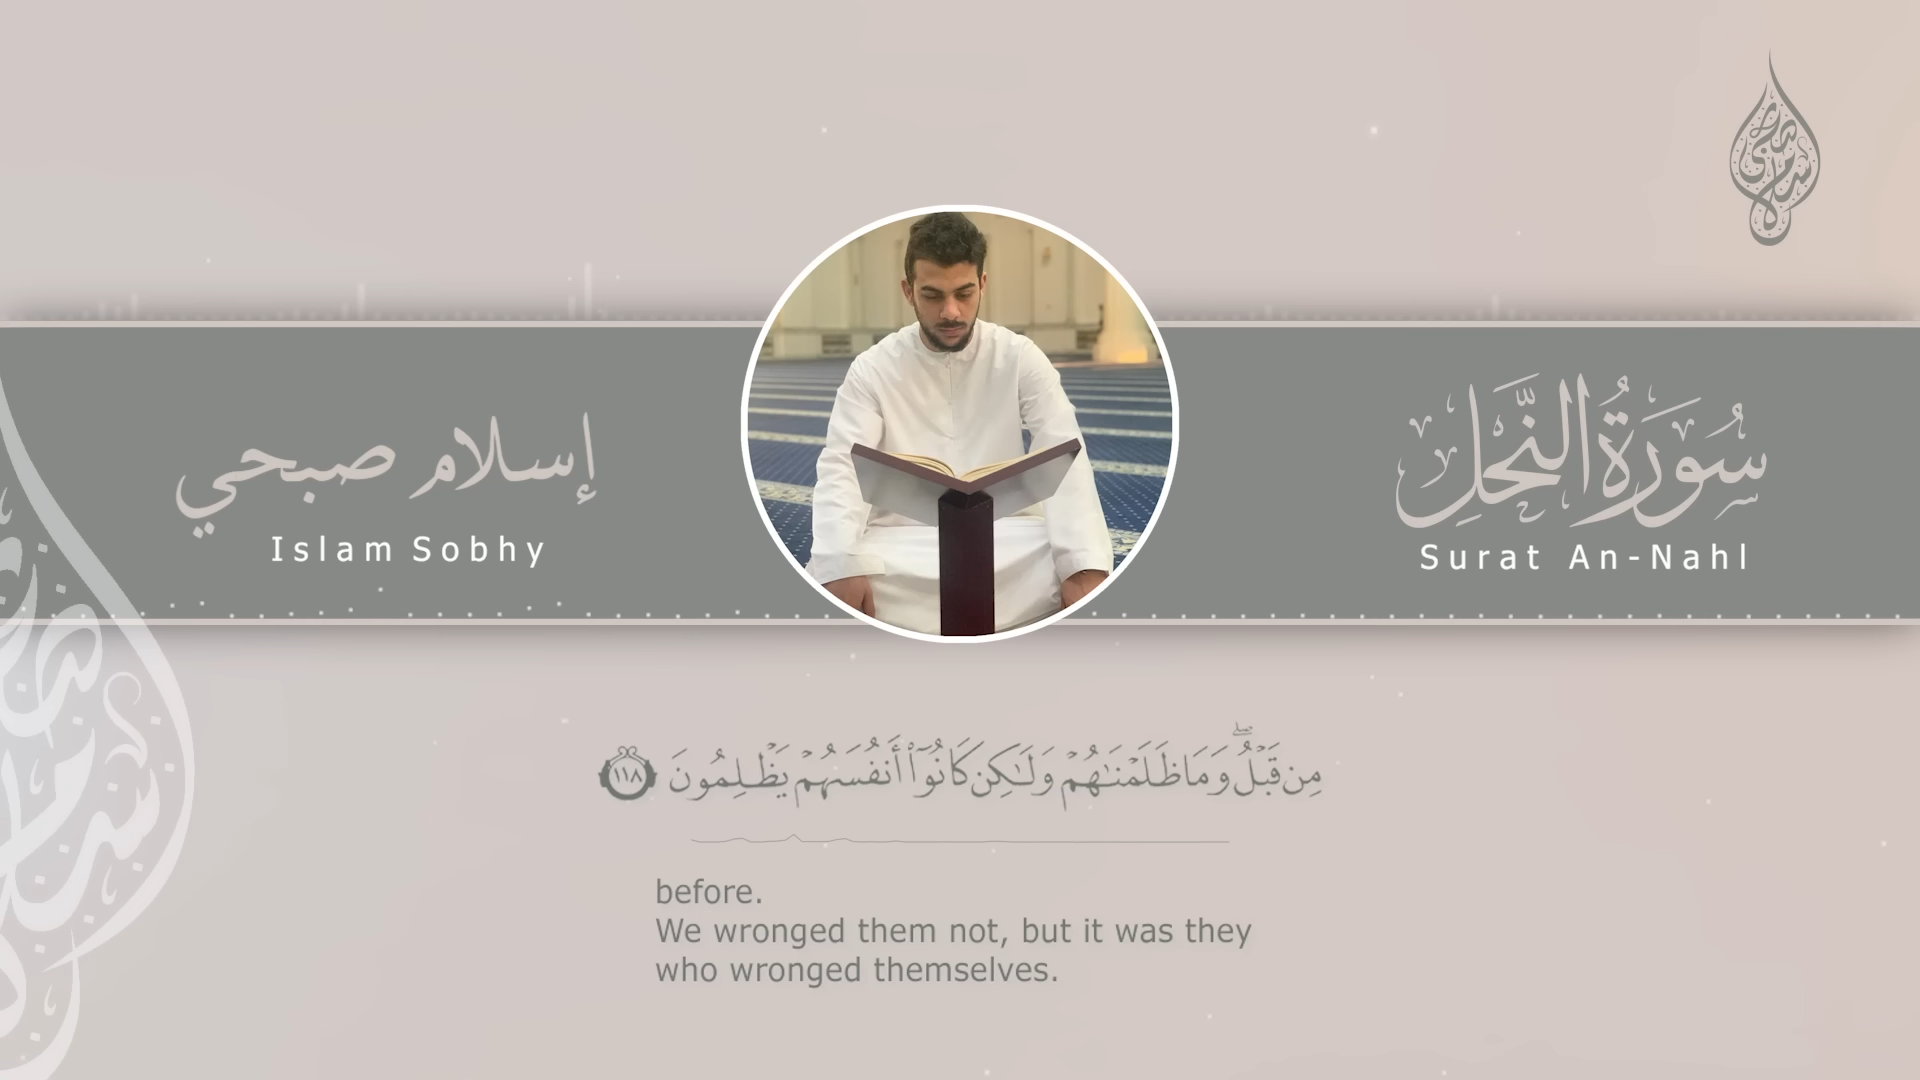 إسلام صبحي
Islam Sobhy
سُورَةُ النَّحْلِ
Surat An-Nahl
مِن قَبْلُ ۖ وَمَا ظَلَمْنَٰهُمْ وَلَٰكِن كَانُوٓا۟ أَنفُسَهُمْ يَظْلِمُونَ ١١٨
before.
We wronged them not, but it was they
who wronged themselves.